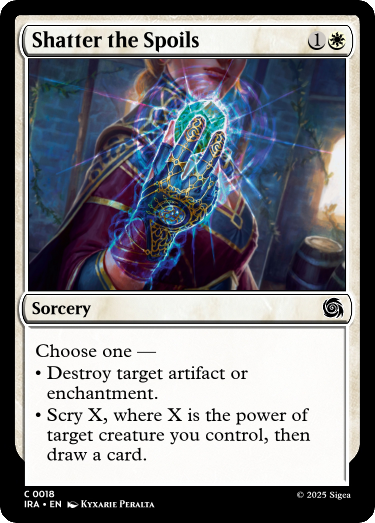 Shatter the Spoils 1
Sorcery
Choose one —
• Destroy target artifact or
enchantment.
• Scry X, where X is the power of
target creature you control, then
draw a card.
C 0018
IRA • EN Kyxarie Peralta
© 2025 Sigea